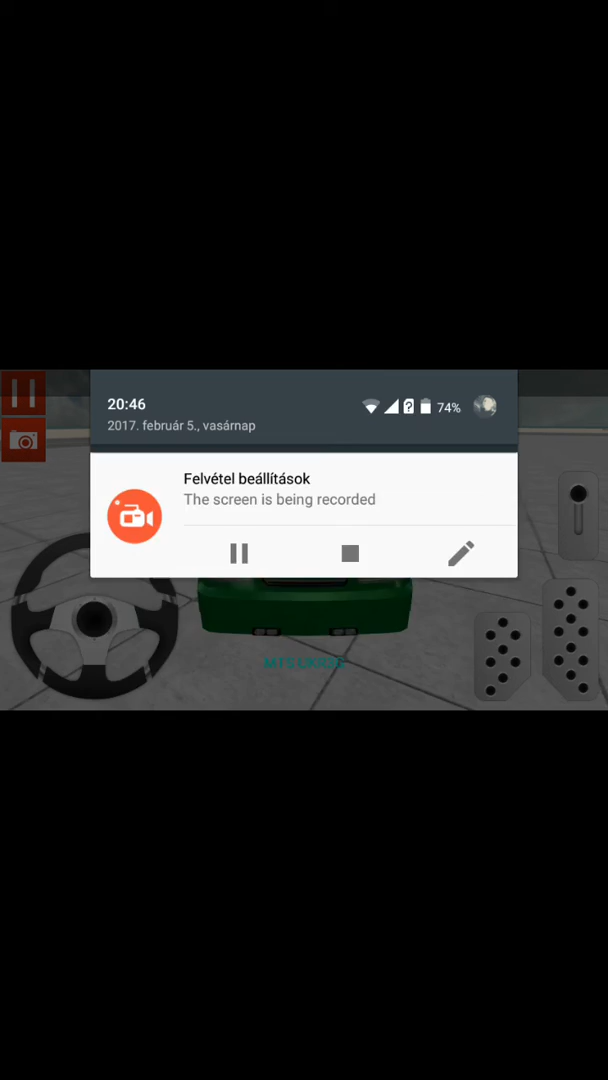 20:46
74%
2017. február 5., vasárnap
Felvétel beállítások
The screen is being recorded